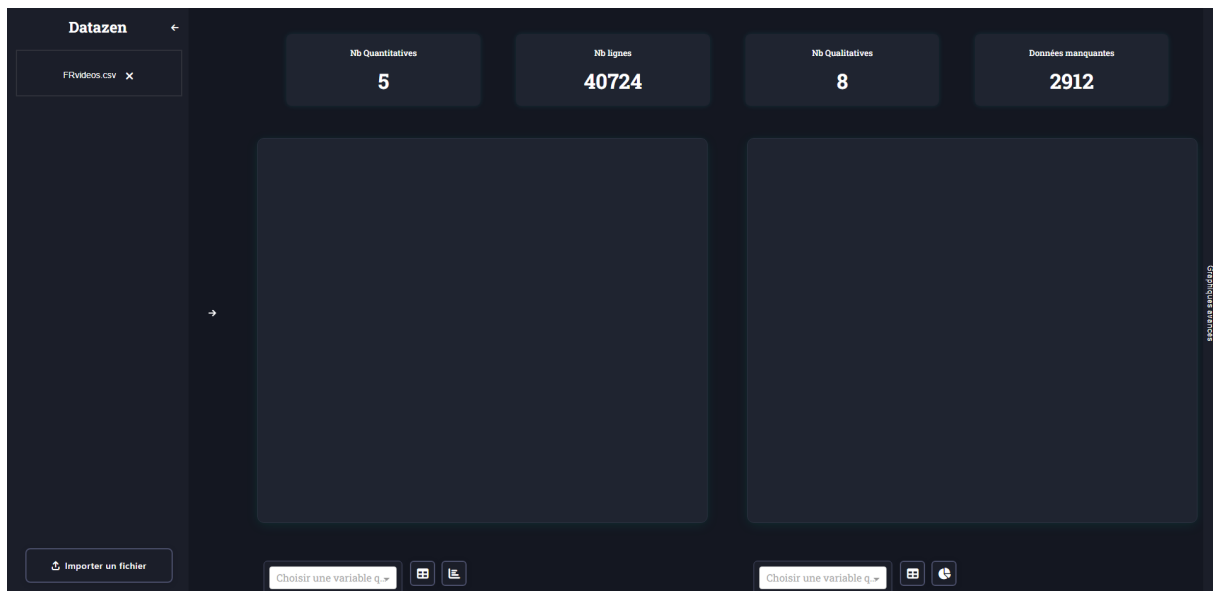 Datazen
FRvideos.csv
Nb Quantitatives
5
Nb lignes
40724
Nb Qualitatives
8
Données manquantes
2912
Graphiques avancés
Importer un fichier
Choisir une variable q...
Choisir une variable q...